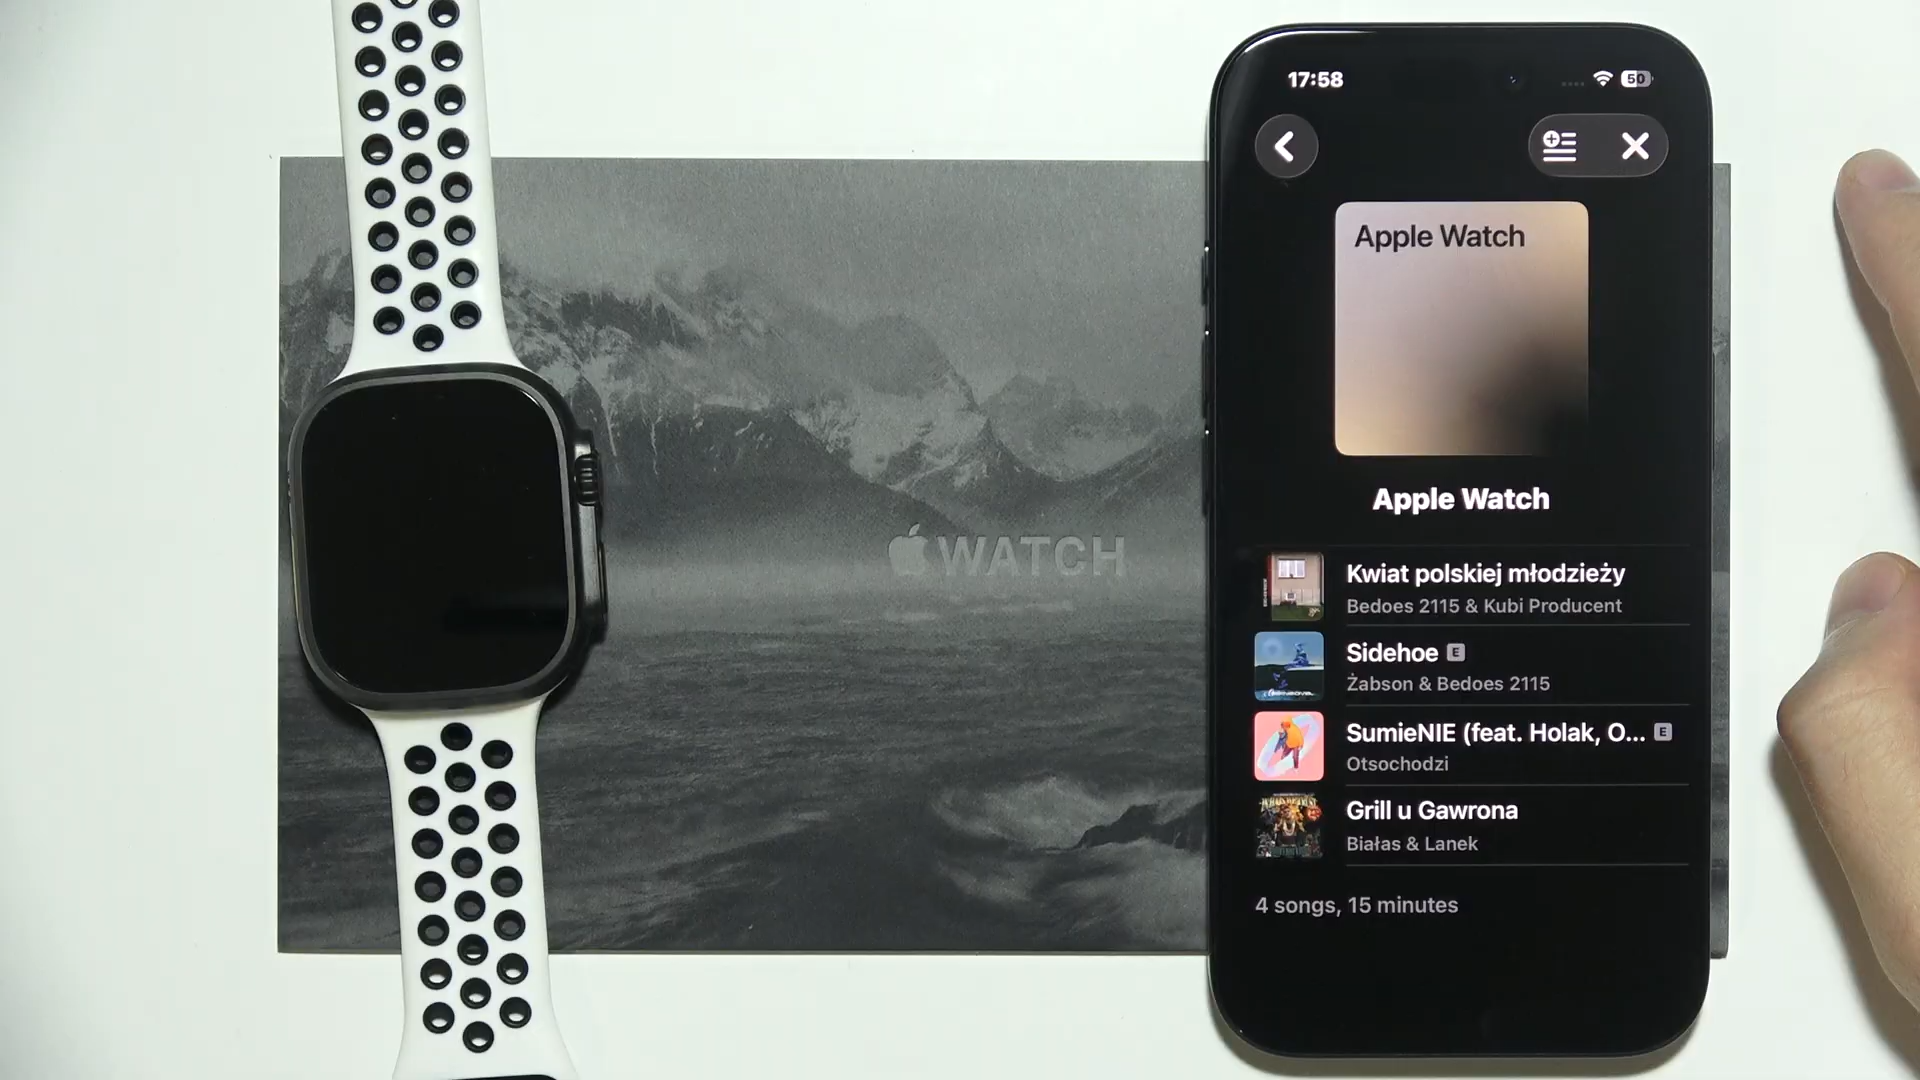 17:58
50
Apple Watch
Apple Watch
WATCH
Kwiat polskiej młodzieży
Bedoes 2115 & Kubi Producent
Sidehoe E
Żabson & Bedoes 2115
SumieNIE (feat. Holak, O... E
Otsochodzi
Grill u Gawrona
Białas & Lanek
4 songs, 15 minutes